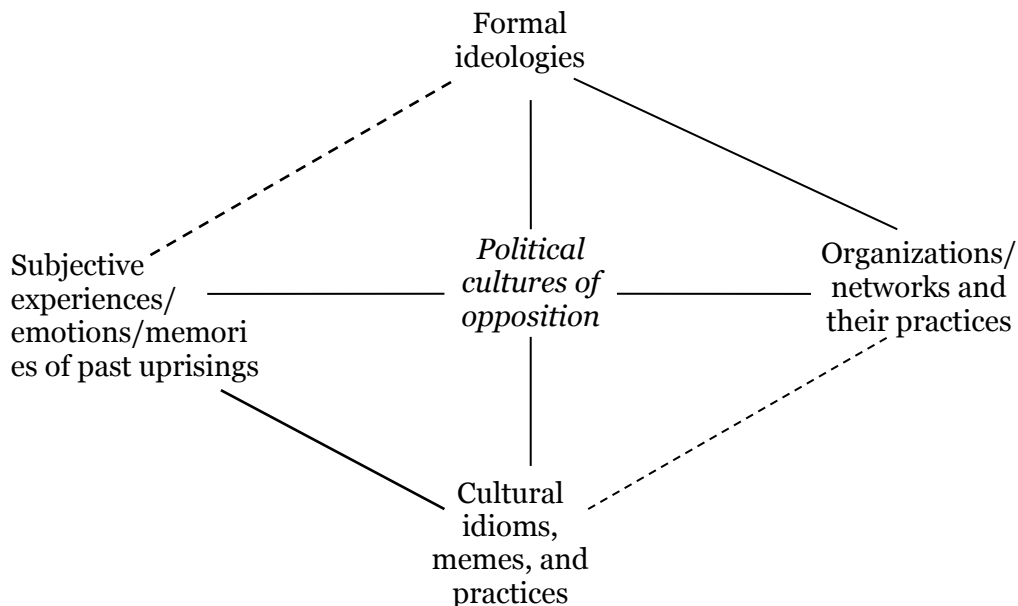 Formal
ideologies
Subjective
experiences/
emotions/memori
es of past uprisings
Political
cultures of
opposition
Organizations/
networks and
their practices
Cultural
idioms,
memes, and
practices